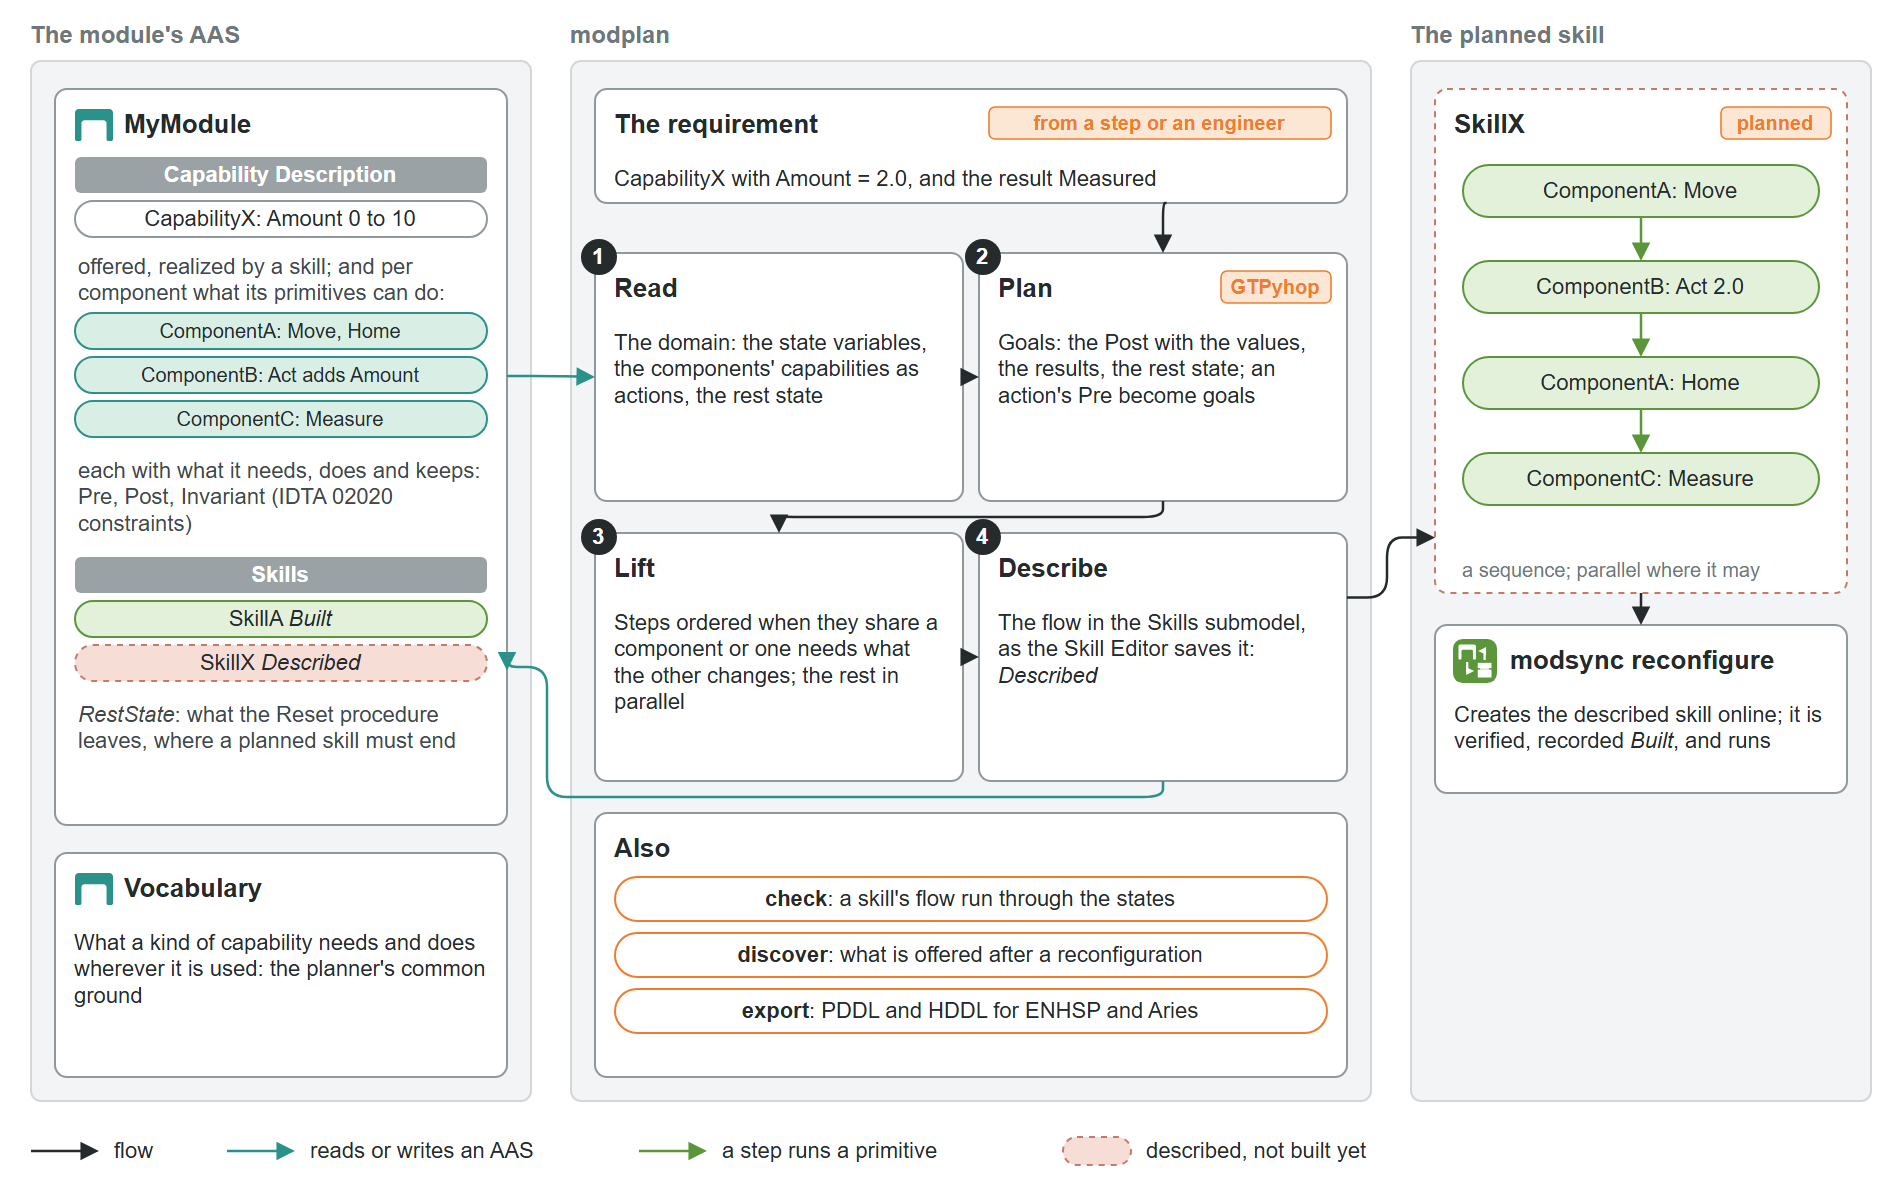 The module's AAS
MyModule
Capability Description
CapabilityX: Amount 0 to 10
offered, realized by a skill; and per
component what its primitives can do:
ComponentA: Move, Home
ComponentB: Act adds Amount
ComponentC: Measure
each with what it needs, does and keeps:
Pre, Post, Invariant (IDTA 02020
constraints)
Skills
SkillA Built
SkillX Described
RestState: what the Reset procedure
leaves, where a planned skill must end
Vocabulary
What a kind of capability needs and does
wherever it is used: the planner's common
ground
modplan
The requirement
from a step or an engineer
CapabilityX with Amount = 2.0, and the result Measured
1
Read
The domain: the state variables,
the components' capabilities as
actions, the rest state
2
Plan
GTPyhop
Goals: the Post with the values,
the results, the rest state; an
action's Pre become goals
3
Lift
Steps ordered when they share a
component or one needs what
the other changes; the rest in
parallel
4
Describe
The flow in the Skills submodel,
as the Skill Editor saves it:
Described
Also
check: a skill's flow run through the states
discover: what is offered after a reconfiguration
export: PDDL and HDDL for ENHSP and Aries
The planned skill
SkillX
planned
ComponentA: Move
ComponentB: Act 2.0
ComponentA: Home
ComponentC: Measure
a sequence; parallel where it may
modsync reconfigure
Creates the described skill online; it is
verified, recorded Built, and runs
flow
reads or writes an AAS
a step runs a primitive
described, not built yet